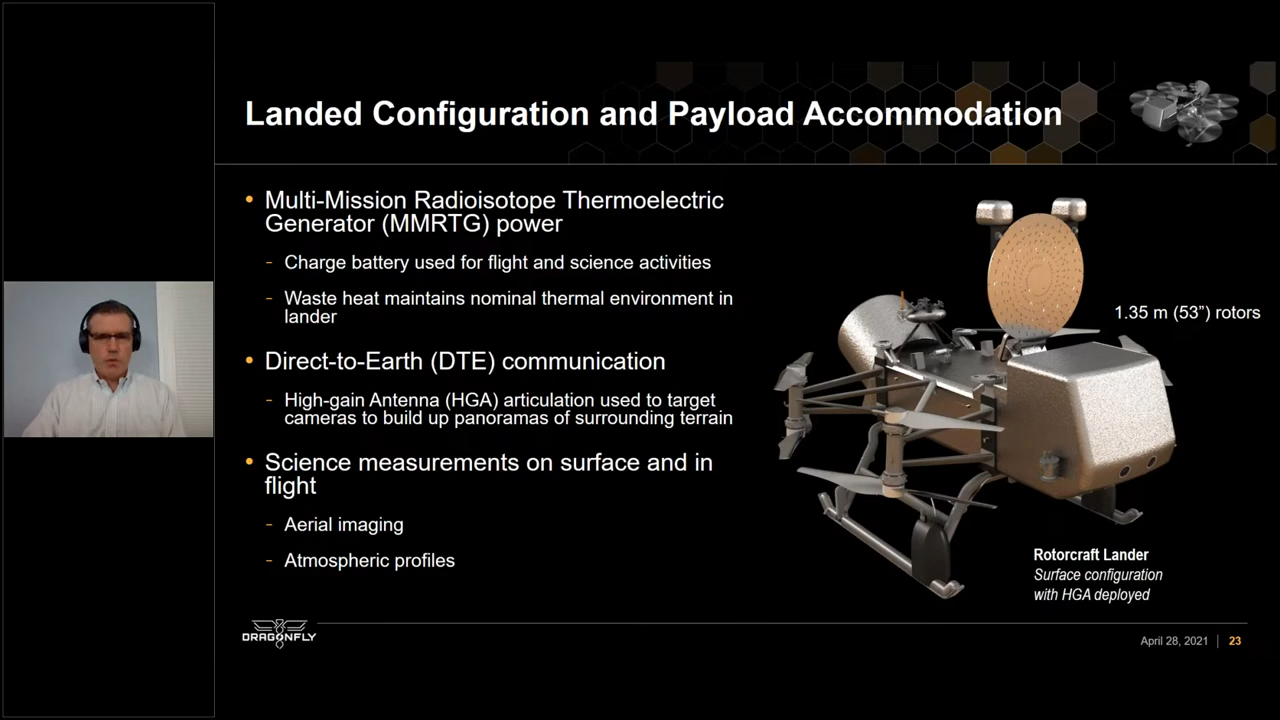 Landed Configuration and Payload Accommodation
• Multi-Mission Radioisotope Thermoelectric
Generator (MMRTG) power
- Charge battery used for flight and science activities
- Waste heat maintains nominal thermal environment in
lander
• Direct-to-Earth (DTE) communication
- High-gain Antenna (HGA) articulation used to target
cameras to build up panoramas of surrounding terrain
• Science measurements on surface and in
flight
- Aerial imaging
- Atmospheric profiles
1.35 m (53”) rotors
Rotorcraft Lander
Surface configuration
with HGA deployed
DRAGONFLY
April 28, 2021 | 23